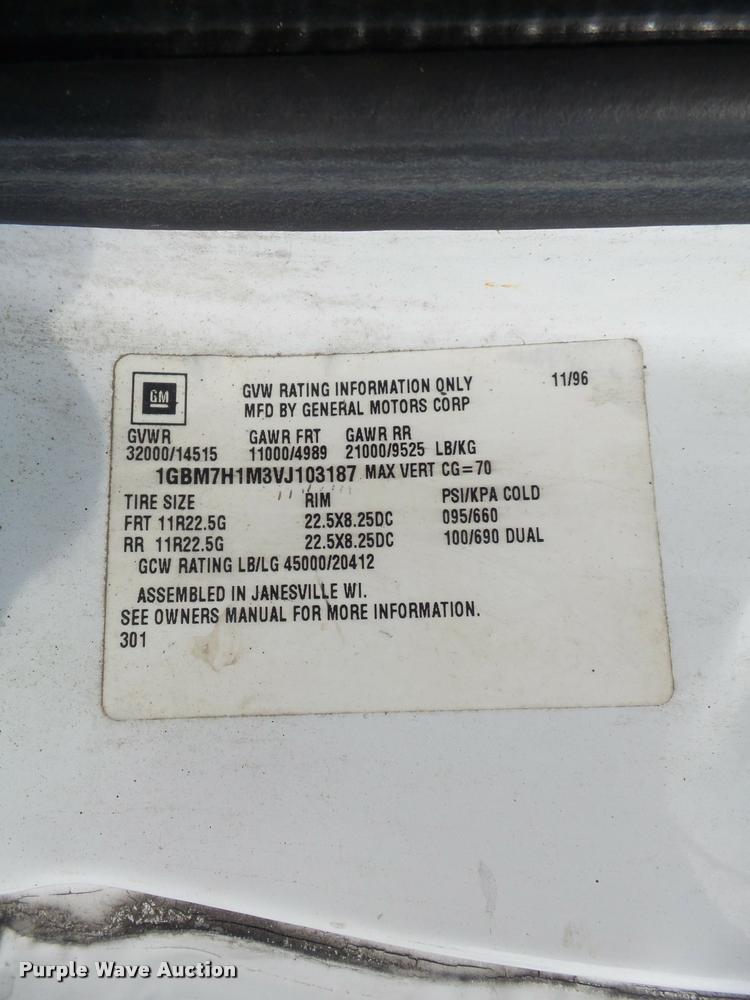 GM
GVW RATING INFORMATION ONLY 11/96
MFD BY GENERAL MOTORS CORP
GVWR GAWR FRT GAWR RR
32000/14515 11000/4989 21000/9525 LB/KG
1GBM7H1M3VJ103187 MAX VERT CG=70
TIRE SIZE RIM PSI/KPA COLD
FRT 11R22.5G 22.5X8.25DC 095/660
RR 11R22.5G 22.5X8.25DC 100/690 DUAL
GCW RATING LB/LG 45000/20412
ASSEMBLED IN JANESVILLE WI.
SEE OWNERS MANUAL FOR MORE INFORMATION.
301
Purple Wave Auction